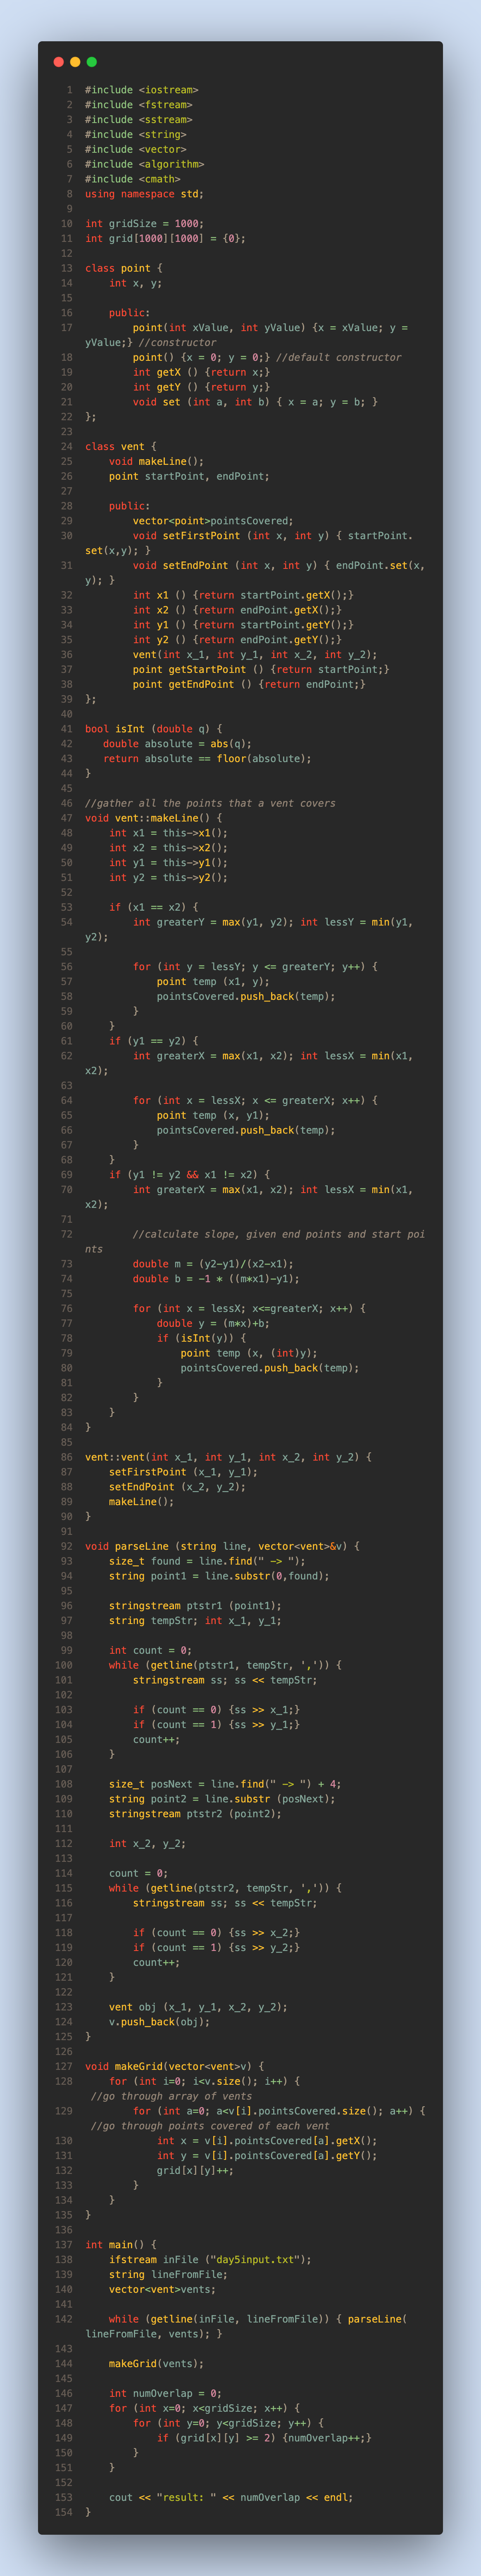 1 #include <iostream>
2 #include <fstream>
3 #include <sstream>
4 #include <string>
5 #include <vector>
6 #include <algorithm>
7 #include <cmath>
8 using namespace std;
9
10 int gridSize = 1000;
11 int grid[1000][1000] = {0};
12
13 class point {
14     int x, y;
15
16     public:
17         point(int xValue, int yValue) {x = xValue; y =
yValue;} //constructor
18         point() {x = 0; y = 0;} //default constructor
19         int getX () {return x;}
20         int getY () {return y;}
21         void set (int a, int b) { x = a; y = b; }
22 };
23
24 class vent {
25     void makeLine();
26     point startPoint, endPoint;
27
28     public:
29         vector<point>pointsCovered;
30         void setFirstPoint (int x, int y) { startPoint.
set(x,y); }
31         void setEndPoint (int x, int y) { endPoint.set(x,
y); }
32         int x1 () {return startPoint.getX();}
33         int x2 () {return endPoint.getX();}
34         int y1 () {return startPoint.getY();}
35         int y2 () {return endPoint.getY();}
36         vent(int x_1, int y_1, int x_2, int y_2);
37         point getStartPoint () {return startPoint;}
38         point getEndPoint () {return endPoint;}
39 };
40
41 bool isInt (double q) {
42    double absolute = abs(q);
43    return absolute == floor(absolute);
44 }
45
46 //gather all the points that a vent covers
47 void vent::makeLine() {
48     int x1 = this->x1();
49     int x2 = this->x2();
50     int y1 = this->y1();
51     int y2 = this->y2();
52
53     if (x1 == x2) {
54         int greaterY = max(y1, y2); int lessY = min(y1,
y2);
55
56         for (int y = lessY; y <= greaterY; y++) {
57             point temp (x1, y);
58             pointsCovered.push_back(temp);
59         }
60     }
61     if (y1 == y2) {
62         int greaterX = max(x1, x2); int lessX = min(x1,
x2);
63
64         for (int x = lessX; x <= greaterX; x++) {
65             point temp (x, y1);
66             pointsCovered.push_back(temp);
67         }
68     }
69     if (y1 != y2 && x1 != x2) {
70         int greaterX = max(x1, x2); int lessX = min(x1,
x2);
71
72         //calculate slope, given end points and start poi
nts
73         double m = (y2-y1)/(x2-x1);
74         double b = -1 * ((m*x1)-y1);
75
76         for (int x = lessX; x<=greaterX; x++) {
77             double y = (m*x)+b;
78             if (isInt(y)) {
79                 point temp (x, (int)y);
80                 pointsCovered.push_back(temp);
81             }
82         }
83     }
84 }
85
86 vent::vent(int x_1, int y_1, int x_2, int y_2) {
87     setFirstPoint (x_1, y_1);
88     setEndPoint (x_2, y_2);
89     makeLine();
90 }
91
92 void parseLine (string line, vector<vent>&v) {
93     size_t found = line.find(" -> ");
94     string point1 = line.substr(0,found);
95
96     stringstream ptstr1 (point1);
97     string tempStr; int x_1, y_1;
98
99     int count = 0;
100     while (getline(ptstr1, tempStr, ',')) {
101         stringstream ss; ss << tempStr;
102
103         if (count == 0) {ss >> x_1;}
104         if (count == 1) {ss >> y_1;}
105         count++;
106     }
107
108     size_t posNext = line.find(" -> ") + 4;
109     string point2 = line.substr (posNext);
110     stringstream ptstr2 (point2);
111
112     int x_2, y_2;
113
114     count = 0;
115     while (getline(ptstr2, tempStr, ',')) {
116         stringstream ss; ss << tempStr;
117
118         if (count == 0) {ss >> x_2;}
119         if (count == 1) {ss >> y_2;}
120         count++;
121     }
122
123     vent obj (x_1, y_1, x_2, y_2);
124     v.push_back(obj);
125 }
126
127 void makeGrid(vector<vent>v) {
128     for (int i=0; i<v.size(); i++) {
//go through array of vents
129         for (int a=0; a<v[i].pointsCovered.size(); a++) {
//go through points covered of each vent
130             int x = v[i].pointsCovered[a].getX();
131             int y = v[i].pointsCovered[a].getY();
132             grid[x][y]++;
133         }
134     }
135 }
136
137 int main() {
138     ifstream inFile ("day5input.txt");
139     string lineFromFile;
140     vector<vent>vents;
141
142     while (getline(inFile, lineFromFile)) { parseLine(
lineFromFile, vents); }
143
144     makeGrid(vents);
145
146     int numOverlap = 0;
147     for (int x=0; x<gridSize; x++) {
148         for (int y=0; y<gridSize; y++) {
149             if (grid[x][y] >= 2) {numOverlap++;}
150         }
151     }
152
153     cout << "result: " << numOverlap << endl;
154 }